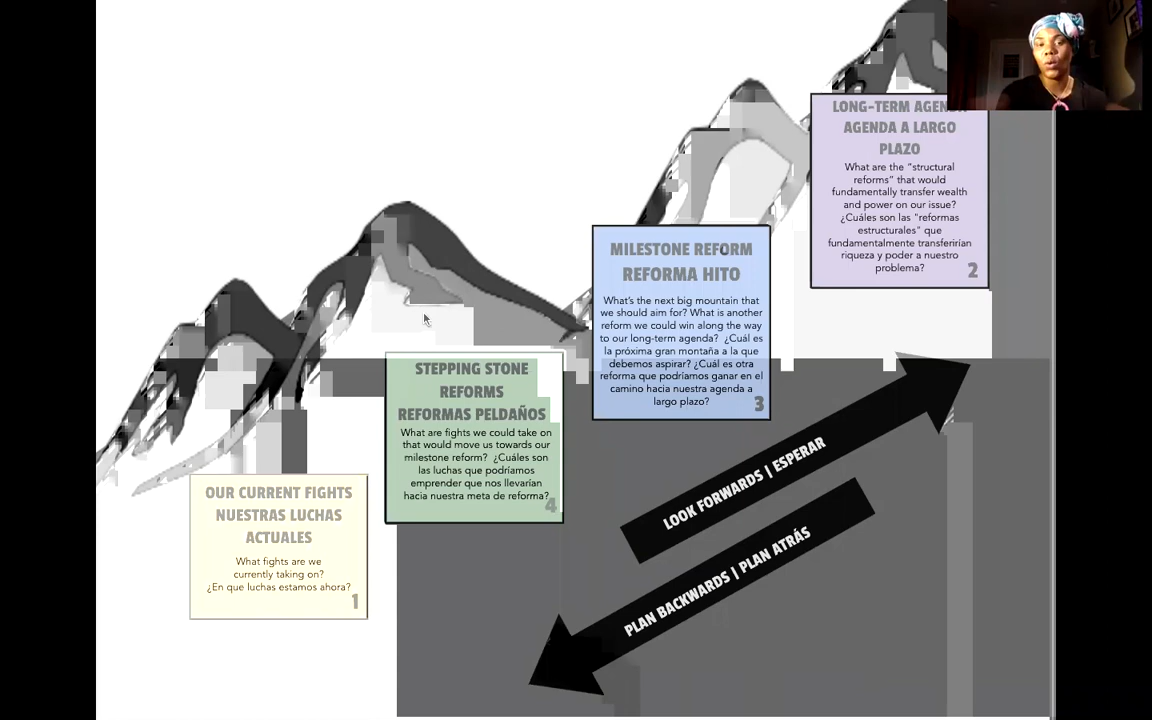 OUR CURRENT FIGHTS
NUESTRAS LUCHAS
ACTUALES
What fights are we
currently taking on?
¿En que luchas estamos ahora?
1
STEPPING STONE
REFORMS
REFORMAS PELDAÑOS
What are fights we could take on
that would move us towards our
milestone reform? ¿Cuáles son
las luchas que podríamos
emprender que nos llevarían
hacia nuestra meta de reforma?
4
MILESTONE REFORM
REFORMA HITO
What's the next big mountain that
we should aim for? What is another
reform we could win along the way
to our long-term agenda? ¿Cuál es
la próxima gran montaña a la que
debemos aspirar? ¿Cuál es otra
reforma que podríamos ganar en el
camino hacia nuestra agenda a
largo plazo?
3
LONG-TERM
AGENDA A LARGO
PLAZO
What are the "structural
reforms" that would
fundamentally transfer wealth
and power on our issue?
¿Cuáles son las "reformas
estructurales" que
fundamentalmente transferirían
riqueza y poder a nuestro
problema?
2
LOOK FORWARDS | ESPERAR
PLAN BACKWARDS | PLAN ATRÁS